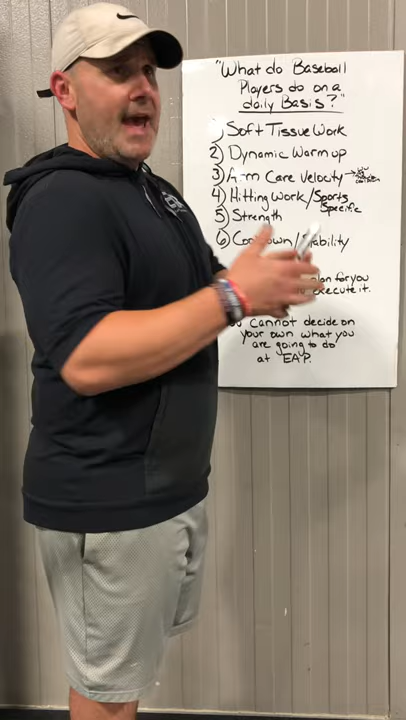 "What do Baseball
Players do on a
daily Basis?"
1) Soft Tissue Work
2) Dynamic Warm up
3) Arm Care Velocity →
4) Hitting Work/Sports
Specific
5) Strength
6)
plan for you
execute it.
cannot decide on
your own what you
are going to do
at EAP.